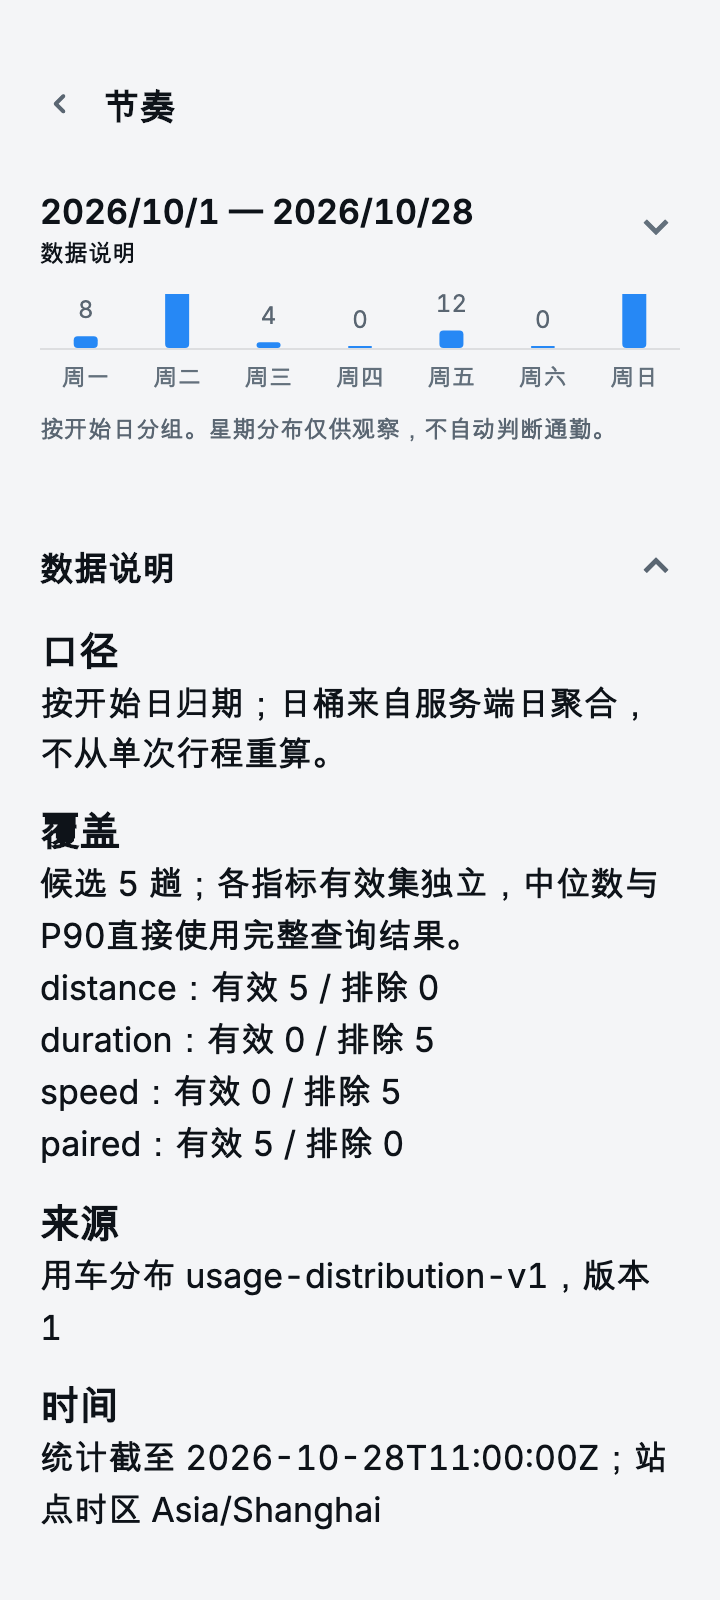 节奏
2026/10/1 — 2026/10/28
数据说明
8 4 0 12 0
周一 周二 周三 周四 周五 周六 周日
按开始日分组。星期分布仅供观察，不自动判断通勤。
数据说明
口径
按开始日归期；日桶来自服务端日聚合，
不从单次行程重算。
覆盖
候选 5 趟；各指标有效集独立，中位数与
P90直接使用完整查询结果。
distance：有效 5 / 排除 0
duration：有效 0 / 排除 5
speed：有效 0 / 排除 5
paired：有效 5 / 排除 0
来源
用车分布 usage-distribution-v1，版本
1
时间
统计截至 2026-10-28T11:00:00Z；站
点时区 Asia/Shanghai